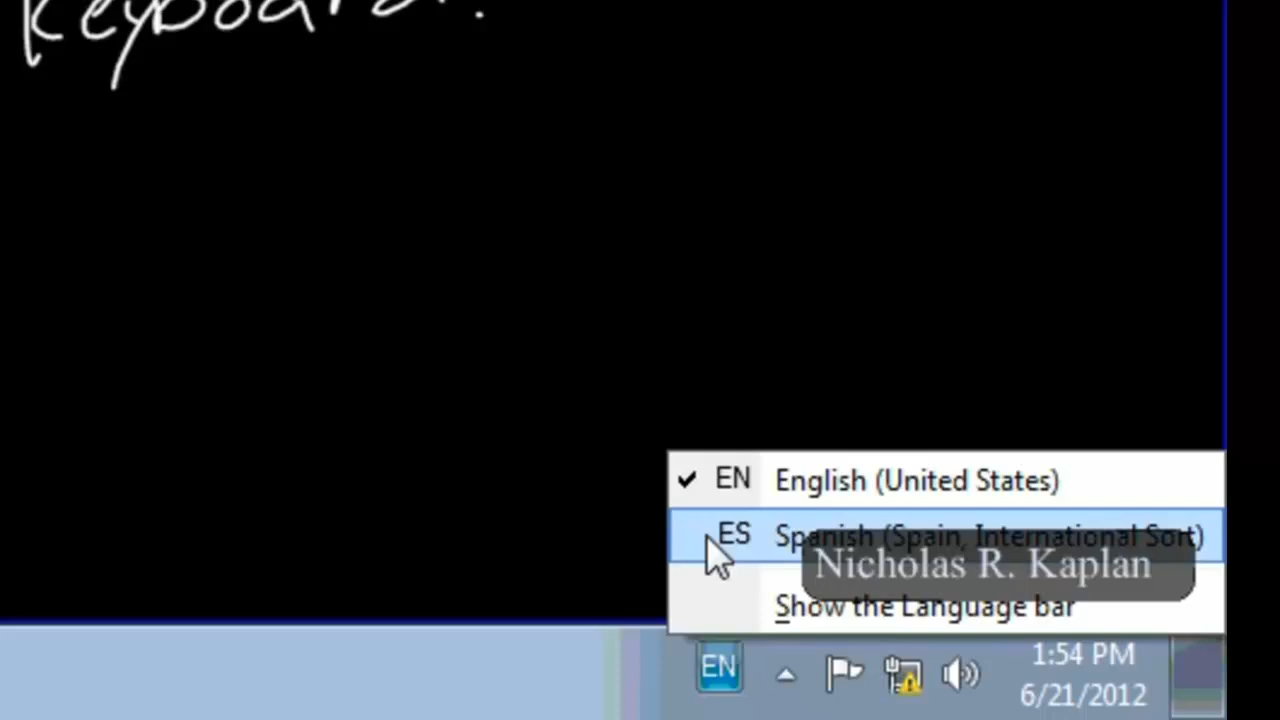 keyboard.
EN English (United States)
ES Spanish (Spain, International Sort)
Nicholas R. Kaplan
Show the Language bar
EN
1:54 PM
6/21/2012